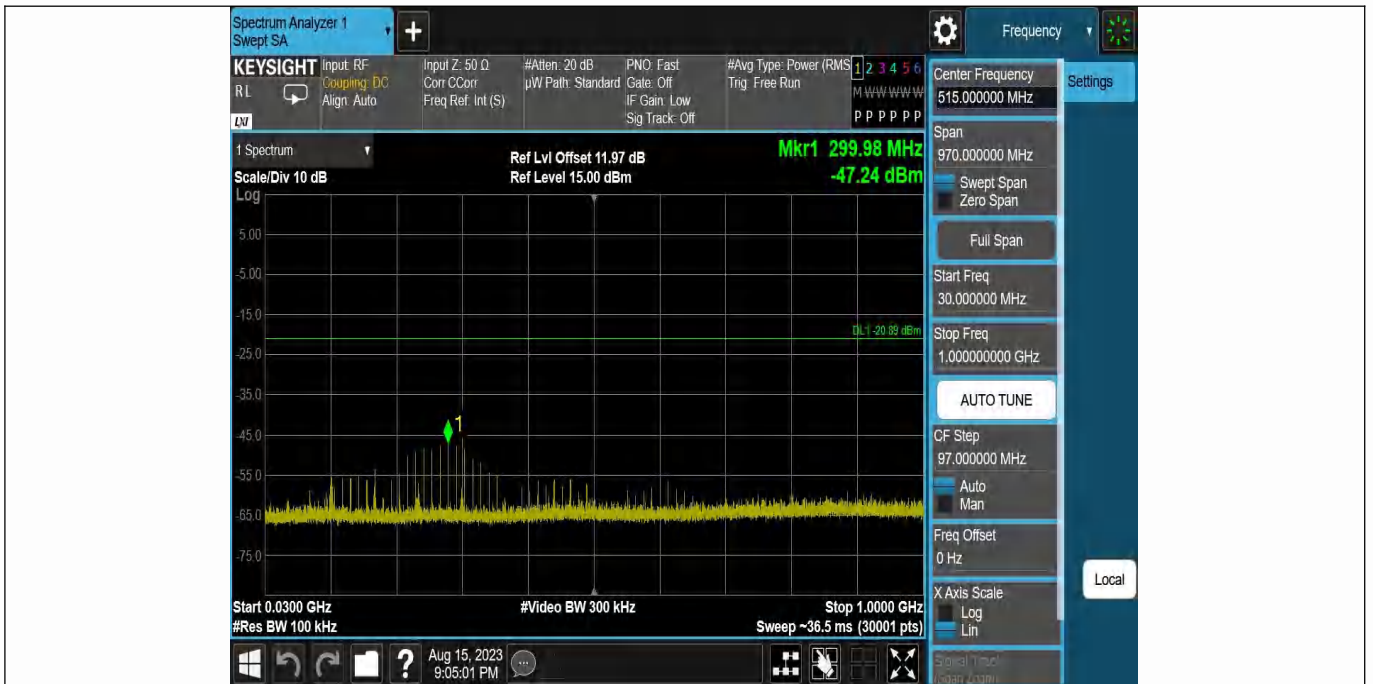 Spectrum Analyzer 1
Swept SA
+
Frequency
KEYSIGHT
RL
LXI
Input: RF
Coupling: DC
Align: Auto
Input Z: 50 Ω
Corr CCorr
Freq Ref: Int (S)
#Atten: 20 dB
µW Path: Standard
PNO: Fast
Gate: Off
IF Gain: Low
Sig Track: Off
#Avg Type: Power (RMS
Trig: Free Run
1 2 3 4 5 6
M W W W W W
P P P P P P
Center Frequency
515.000000 MHz
Settings
1 Spectrum
Scale/Div 10 dB
Ref Lvl Offset 11.97 dB
Ref Level 15.00 dBm
Mkr1 299.98 MHz
-47.24 dBm
Span
970.000000 MHz
Swept Span
Zero Span
Full Span
Start Freq
30.000000 MHz
Stop Freq
1.000000000 GHz
AUTO TUNE
CF Step
97.000000 MHz
Auto
Man
Freq Offset
0 Hz
X Axis Scale
Log
Lin
Signal Track
(Span Zoom)
Local
Log
5.00
-5.00
-15.0
DL1 -20.89 dBm
-25.0
-35.0
1
-45.0
-55.0
-65.0
-75.0
Start 0.0300 GHz
#Video BW 300 kHz
Stop 1.0000 GHz
#Res BW 100 kHz
Sweep ~36.5 ms (30001 pts)
?
Aug 15, 2023
9:05:01 PM